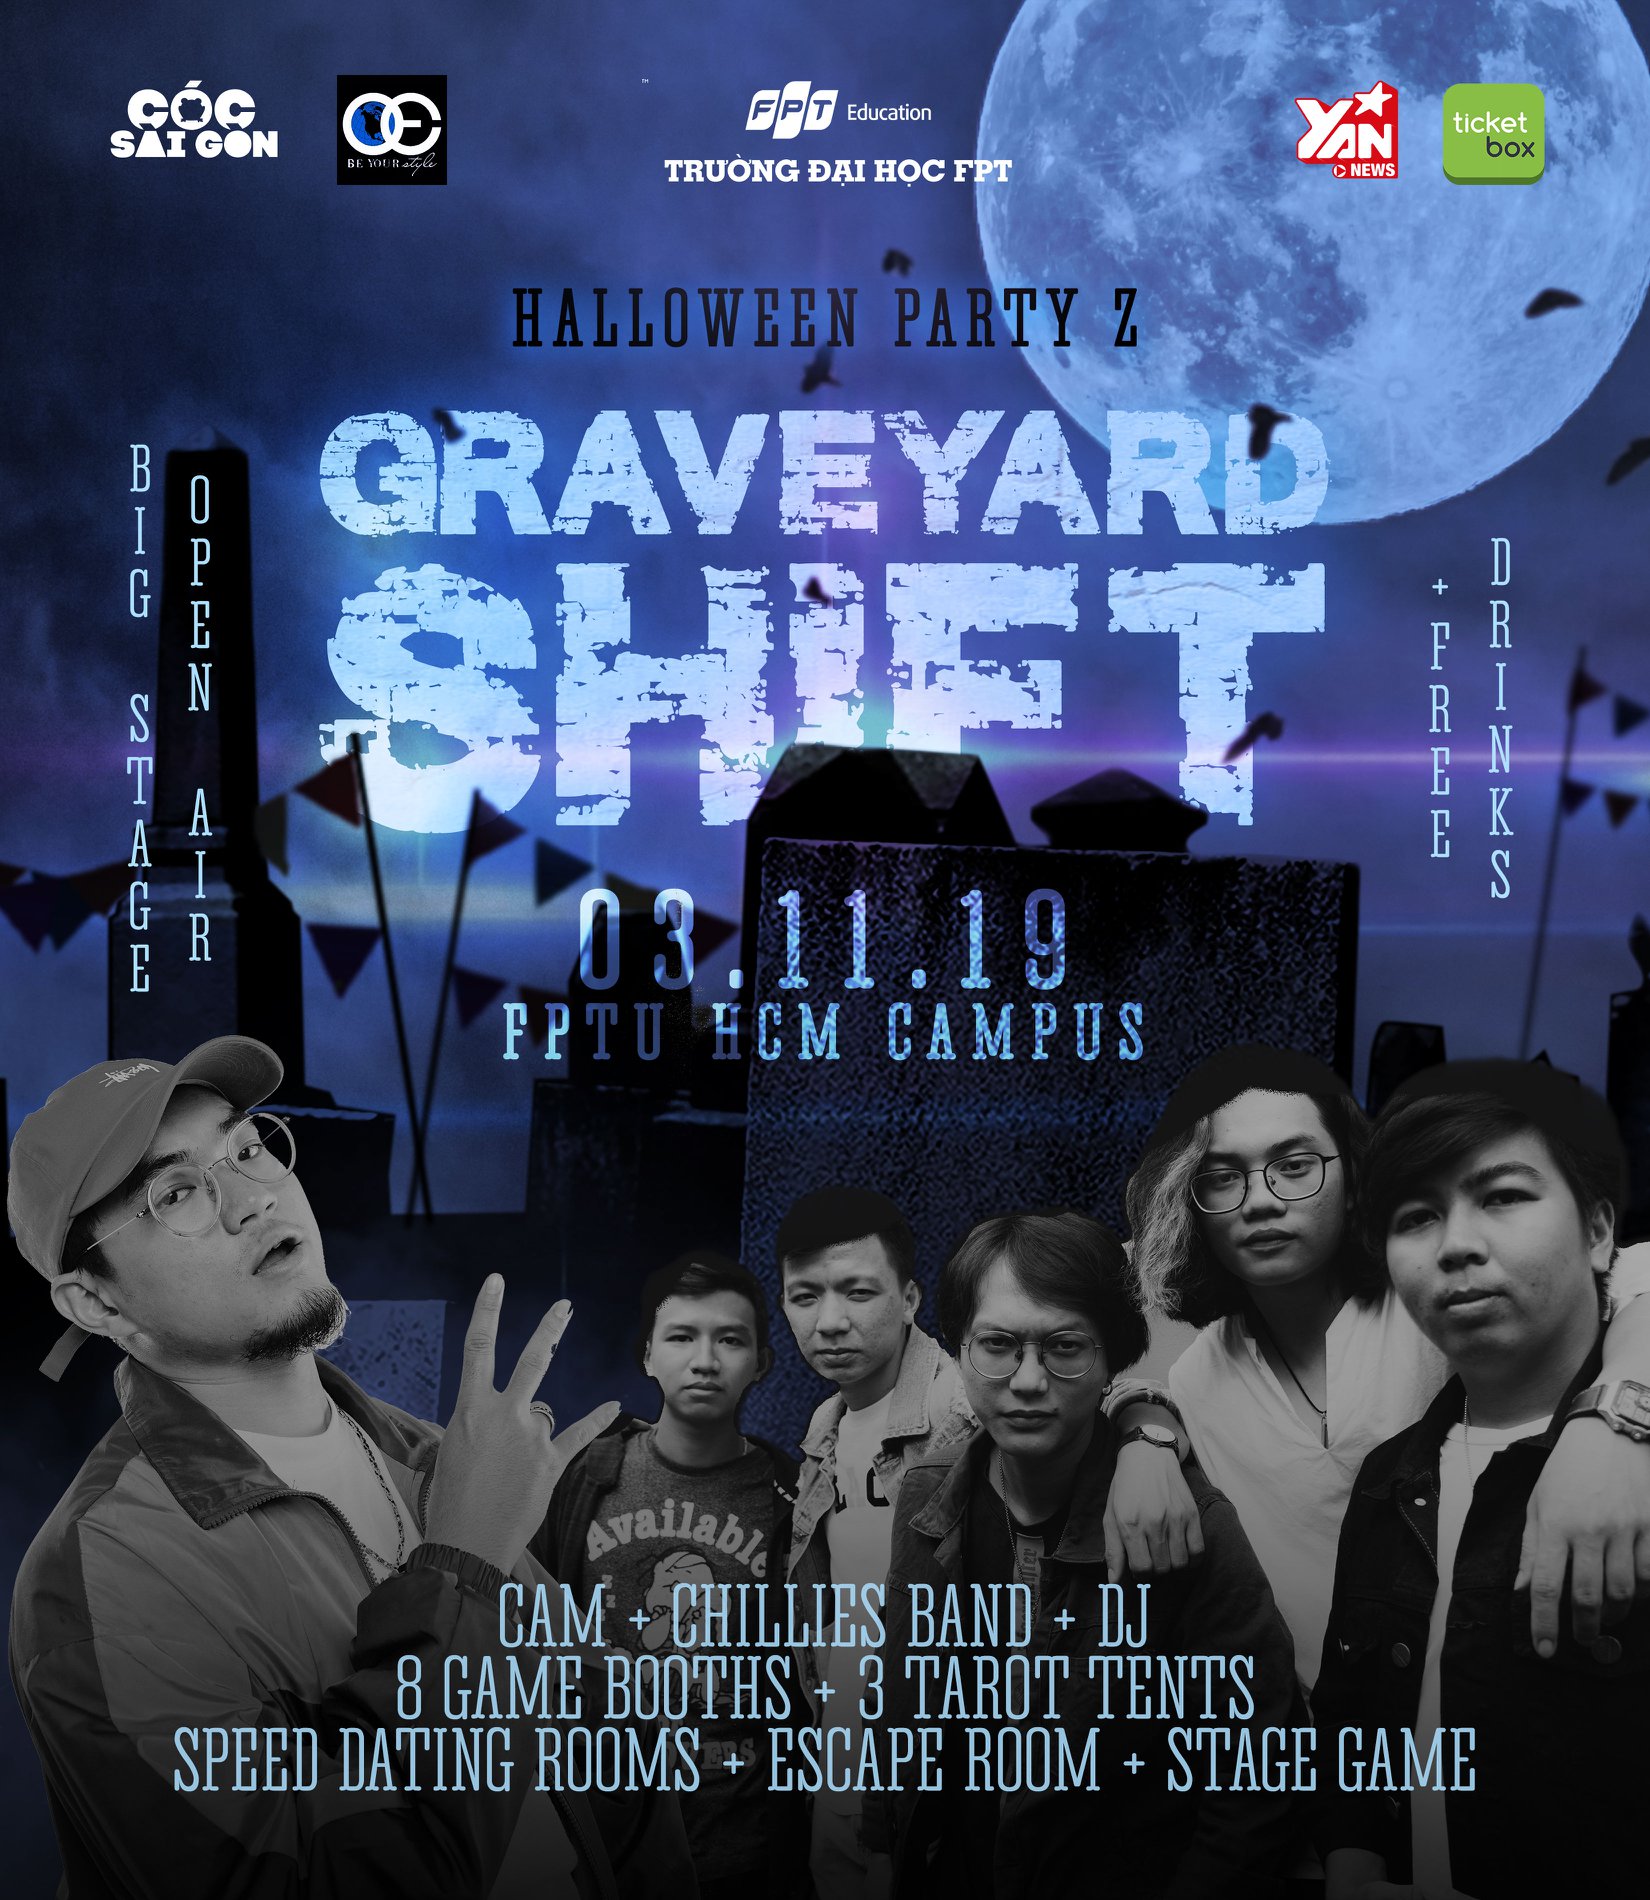 CÓC
SÀI GÒN
OE
BE YOUR style
™
FPT Education
TRƯỜNG ĐẠI HỌC FPT
YAN
NEWS
ticket
box
HALLOWEEN PARTY Z
GRAVEYARD
SHIFT
BIG STAGE
OPEN AIR
+ FREE
DRINKS
03.11.19
FPTU HCM CAMPUS
Available
CAM + CHILLIES BAND + DJ
8 GAME BOOTHS + 3 TAROT TENTS
SPEED DATING ROOMS + ESCAPE ROOM + STAGE GAME